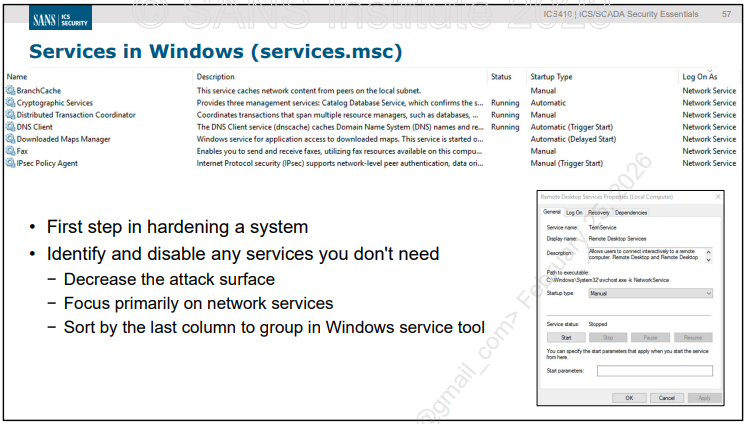 © SANS Institute 2026
SANS | ICS SECURITY
ICS410 | ICS/SCADA Security Essentials 57
Services in Windows (services.msc)
Name Description Status Startup Type Log On As
BranchCache This service caches network content from peers on the local subnet. Manual Network Service
Cryptographic Services Provides three management services: Catalog Database Service, which confirms the s... Running Automatic Network Service
Distributed Transaction Coordinator Coordinates transactions that span multiple resource managers, such as databases, ... Running Manual Network Service
DNS Client The DNS Client service (dnscache) caches Domain Name System (DNS) names and re... Running Automatic (Trigger Start) Network Service
Downloaded Maps Manager Windows service for application access to downloaded maps. This service is started o... Automatic (Delayed Start) Network Service
Fax Enables you to send and receive faxes, utilizing fax resources available on this compu... Manual Network Service
IPsec Policy Agent Internet Protocol security (IPsec) supports network-level peer authentication, data ori... Manual (Trigger Start) Network Service
• First step in hardening a system
• Identify and disable any services you don't need
− Decrease the attack surface
− Focus primarily on network services
− Sort by the last column to group in Windows service tool
Remote Desktop Services Properties (Local Computer)
General Log On Recovery Dependencies
Service name: TermService
Display name: Remote Desktop Services
Description: Allows users to connect interactively to a remote
computer. Remote Desktop and Remote Desktop
Path to executable:
C:\Windows\System32\svchost.exe -k NetworkService
Startup type: Manual
Service status: Stopped
Start Stop Pause Resume
You can specify the start parameters that apply when you start the service
from here.
Start parameters:
OK Cancel Apply
@gmail_com> February 25, 2026